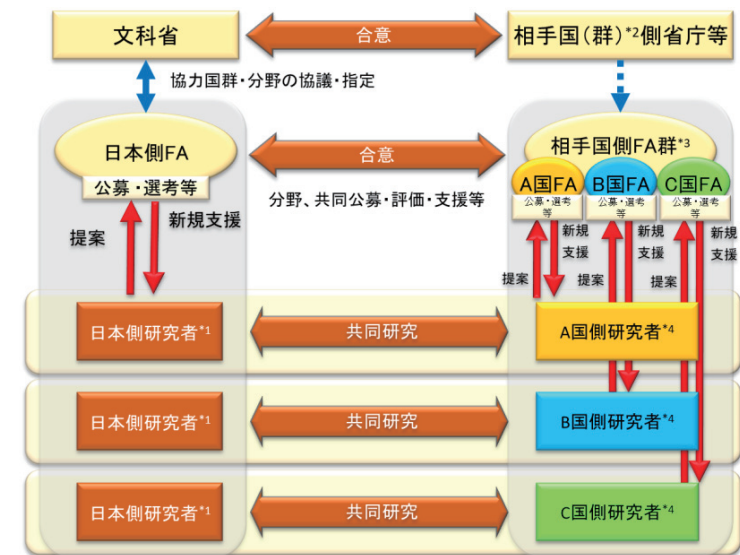 文科省
合意
相手国(群)*2側省庁等
協力国群・分野の協議・指定
日本側FA
公募・選考等
合意
分野、共同公募・評価・支援等
相手国側FA群*3
A国FA
B国FA
C国FA
公募・選考
等
公募・選考
等
公募・選考
等
提案
新規支援
提案
新規
支援
提案
新規
支援
提案
新規
支援
日本側研究者*1
共同研究
A国側研究者*4
日本側研究者*1
共同研究
B国側研究者*4
日本側研究者*1
共同研究
C国側研究者*4